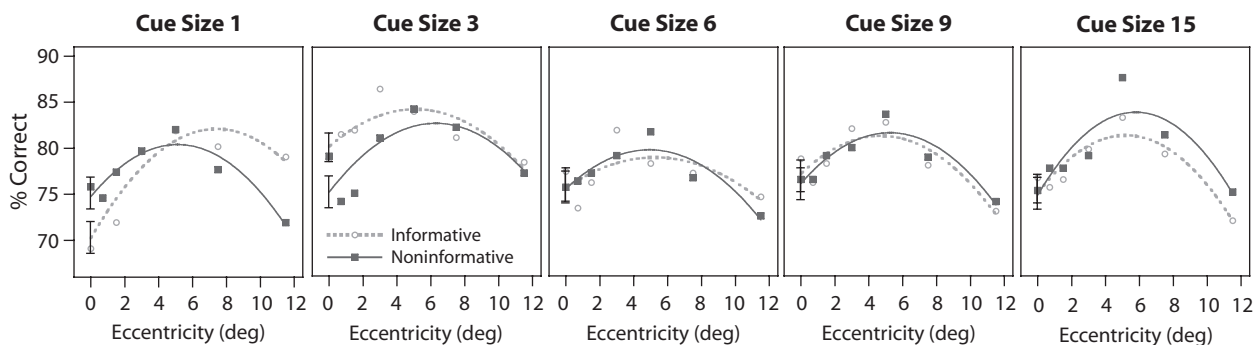 Cue Size 1 Cue Size 3 Cue Size 6 Cue Size 9 Cue Size 15
90
85
80
75
70
% Correct
Informative
Noninformative
0 2 4 6 8 10 12 0 2 4 6 8 10 12 0 2 4 6 8 10 12 0 2 4 6 8 10 12 0 2 4 6 8 10 12
Eccentricity (deg) Eccentricity (deg) Eccentricity (deg) Eccentricity (deg) Eccentricity (deg)